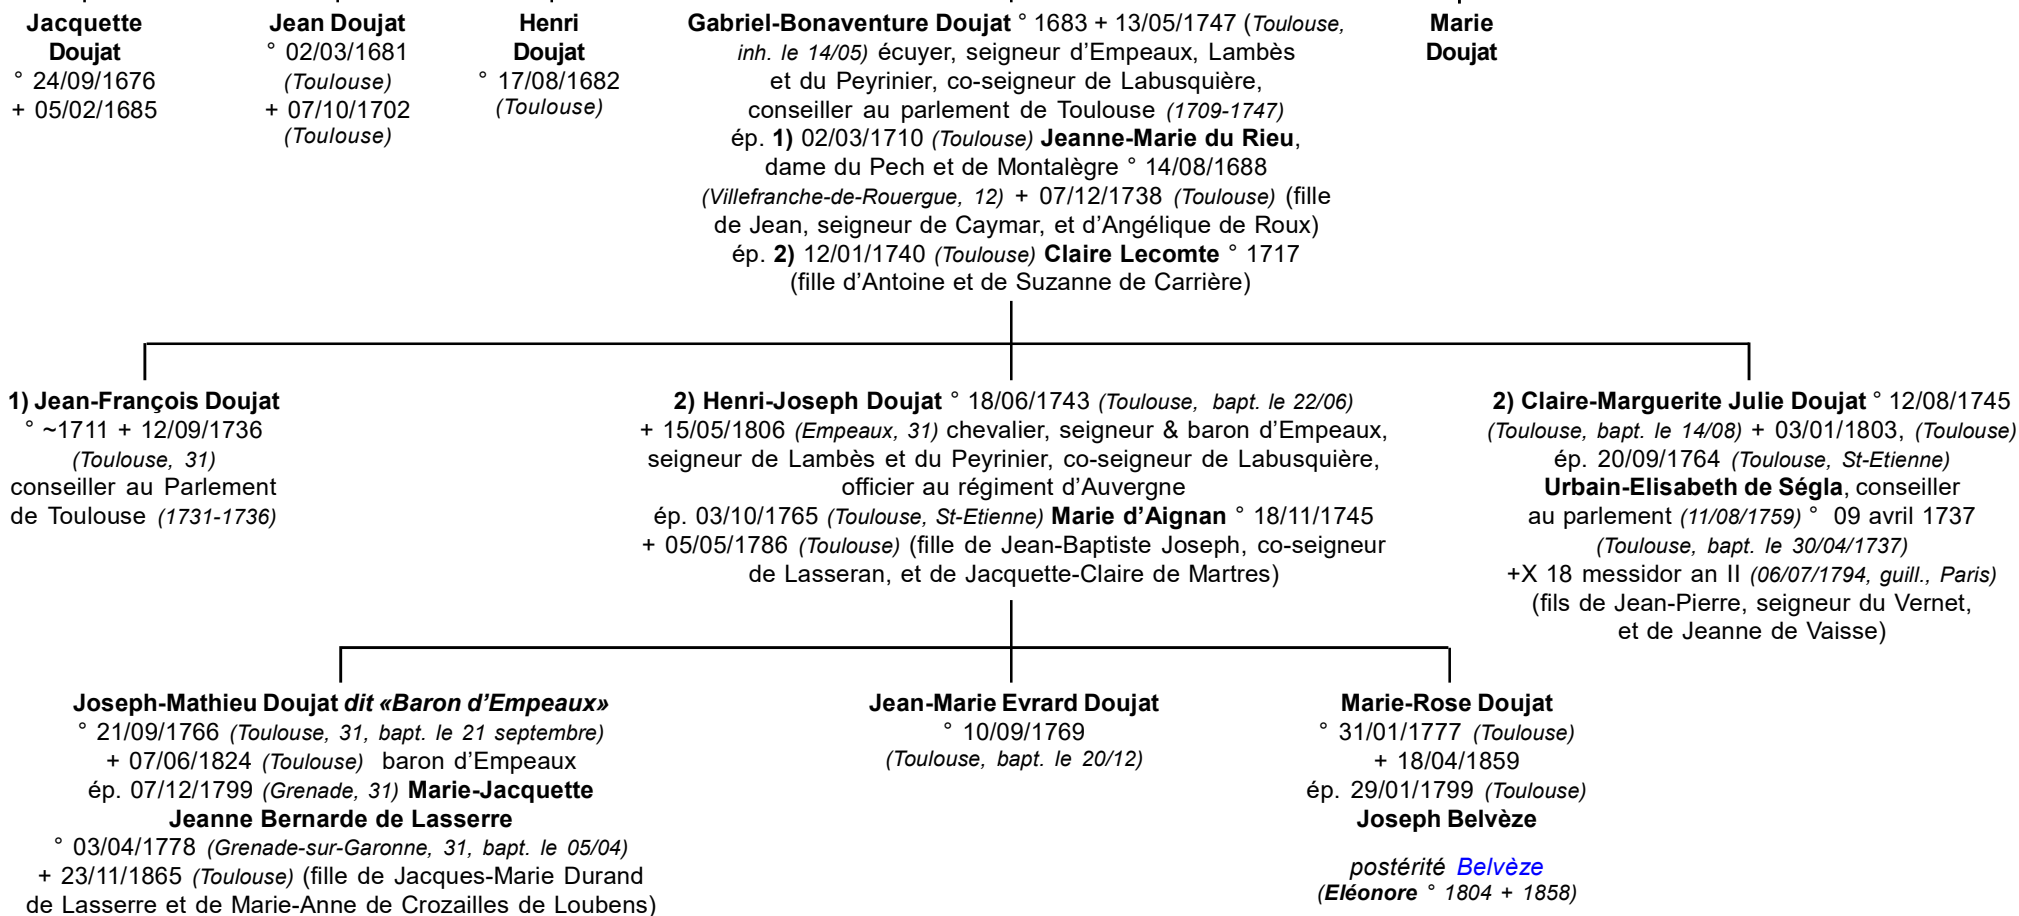 Jacquette
Doujat
° 24/09/1676
+ 05/02/1685
Jean Doujat
° 02/03/1681
(Toulouse)
+ 07/10/1702
(Toulouse)
Henri
Doujat
° 17/08/1682
(Toulouse)
Gabriel-Bonaventure Doujat ° 1683 + 13/05/1747 (Toulouse,
inh. le 14/05) écuyer, seigneur d’Empeaux, Lambès
et du Peyrinier, co-seigneur de Labusquière,
conseiller au parlement de Toulouse (1709-1747)
ép. 1) 02/03/1710 (Toulouse) Jeanne-Marie du Rieu,
dame du Pech et de Montalègre ° 14/08/1688
(Villefranche-de-Rouergue, 12) + 07/12/1738 (Toulouse) (fille
de Jean, seigneur de Caymar, et d’Angélique de Roux)
ép. 2) 12/01/1740 (Toulouse) Claire Lecomte ° 1717
(fille d’Antoine et de Suzanne de Carrière)
Marie
Doujat
1) Jean-François Doujat
° ~1711 + 12/09/1736
(Toulouse, 31)
conseiller au Parlement
de Toulouse (1731-1736)
2) Henri-Joseph Doujat ° 18/06/1743 (Toulouse, bapt. le 22/06)
+ 15/05/1806 (Empeaux, 31) chevalier, seigneur & baron d’Empeaux,
seigneur de Lambès et du Peyrinier, co-seigneur de Labusquière,
officier au régiment d’Auvergne
ép. 03/10/1765 (Toulouse, St-Etienne) Marie d’Aignan ° 18/11/1745
+ 05/05/1786 (Toulouse) (fille de Jean-Baptiste Joseph, co-seigneur
de Lasseran, et de Jacquette-Claire de Martres)
2) Claire-Marguerite Julie Doujat ° 12/08/1745
(Toulouse, bapt. le 14/08) + 03/01/1803, (Toulouse)
ép. 20/09/1764 (Toulouse, St-Etienne)
Urbain-Elisabeth de Ségla, conseiller
au parlement (11/08/1759) ° 09 avril 1737
(Toulouse, bapt. le 30/04/1737)
+X 18 messidor an II (06/07/1794, guill., Paris)
(fils de Jean-Pierre, seigneur du Vernet,
et de Jeanne de Vaisse)
Joseph-Mathieu Doujat dit «Baron d’Empeaux»
° 21/09/1766 (Toulouse, 31, bapt. le 21 septembre)
+ 07/06/1824 (Toulouse) baron d’Empeaux
ép. 07/12/1799 (Grenade, 31) Marie-Jacquette
Jeanne Bernarde de Lasserre
° 03/04/1778 (Grenade-sur-Garonne, 31, bapt. le 05/04)
+ 23/11/1865 (Toulouse) (fille de Jacques-Marie Durand
de Lasserre et de Marie-Anne de Crozailles de Loubens)
Jean-Marie Evrard Doujat
° 10/09/1769
(Toulouse, bapt. le 20/12)
Marie-Rose Doujat
° 31/01/1777 (Toulouse)
+ 18/04/1859
ép. 29/01/1799 (Toulouse)
Joseph Belvèze
postérité Belvèze
(Eléonore ° 1804 + 1858)